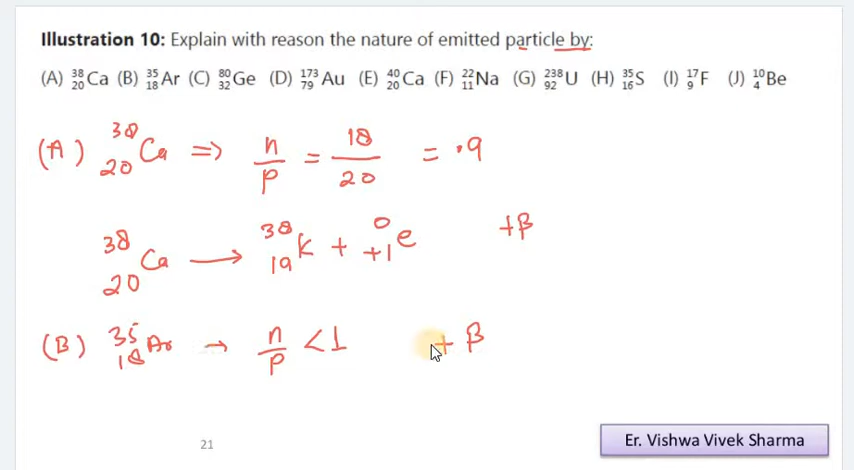 Illustration 10: Explain with reason the nature of emitted particle by:
(A) ³⁸₂₀Ca (B) ³⁵₁₈Ar (C) ⁸⁰₃₂Ge (D) ¹⁷³₇₉Au (E) ⁴⁰₂₀Ca (F) ²²₁₁Na (G) ²³⁸₉₂U (H) ³⁵₁₆S (I) ¹⁷₉F (J) ¹⁰₄Be
(A) ³⁸₂₀Ca ⇒ n/p = 18/20 = .9
³⁸₂₀Ca → ³⁸₁₉K + ⁰₊₁e +β
(B) ³⁵₁₈Ar → n/p < 1 + β
21
Er. Vishwa Vivek Sharma